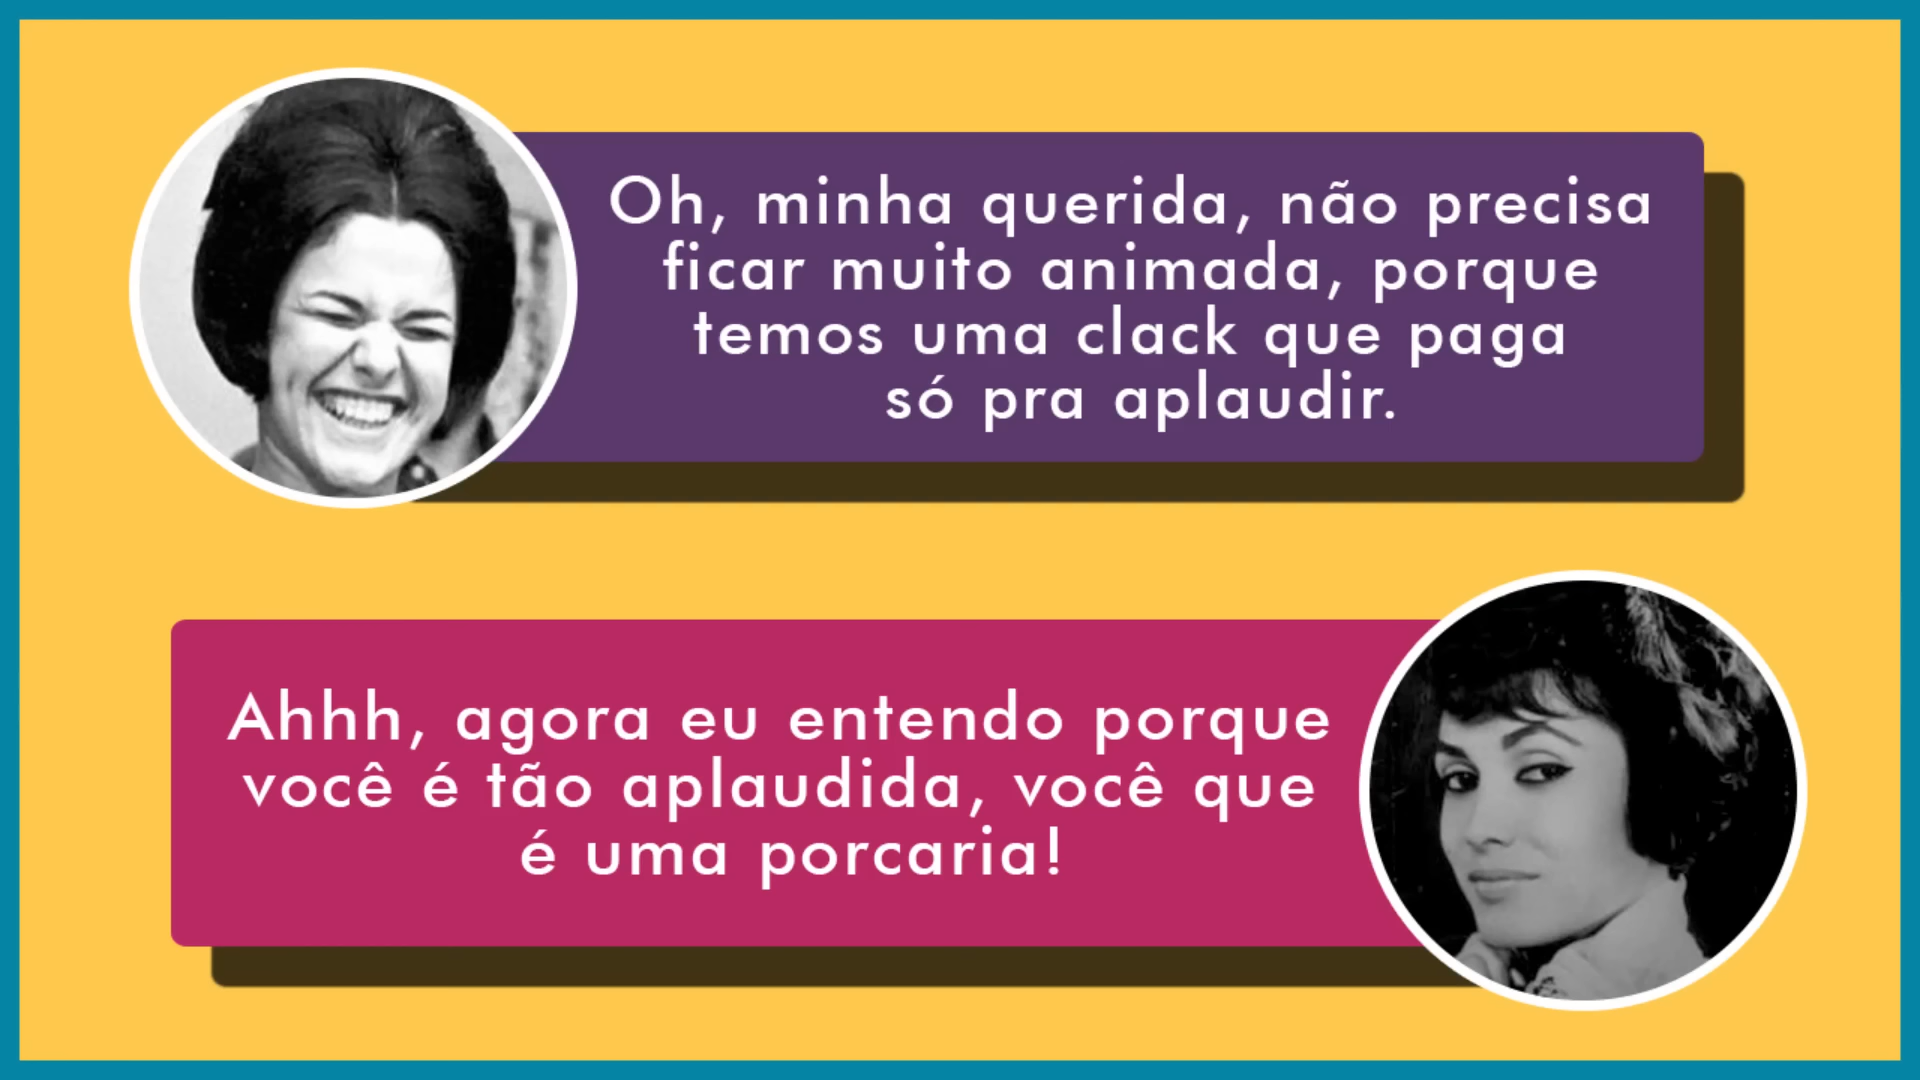 Oh, minha querida, não precisa
ficar muito animada, porque
temos uma clack que paga
só pra aplaudir.
Ahhh, agora eu entendo porque
você é tão aplaudida, você que
é uma porcaria!